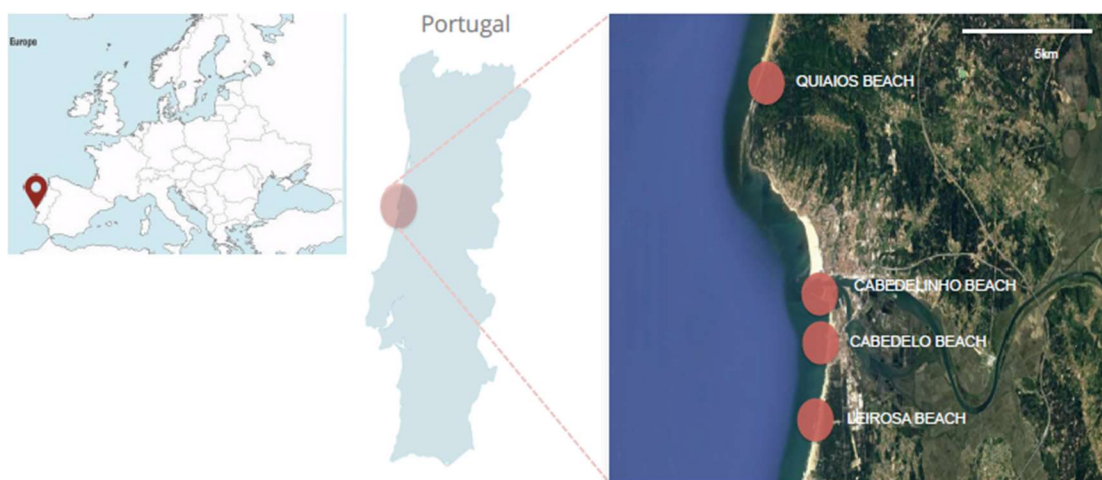 Europe
Portugal
5km
QUIAIOS BEACH
CABEDELINHO BEACH
CABEDELO BEACH
LEIROSA BEACH